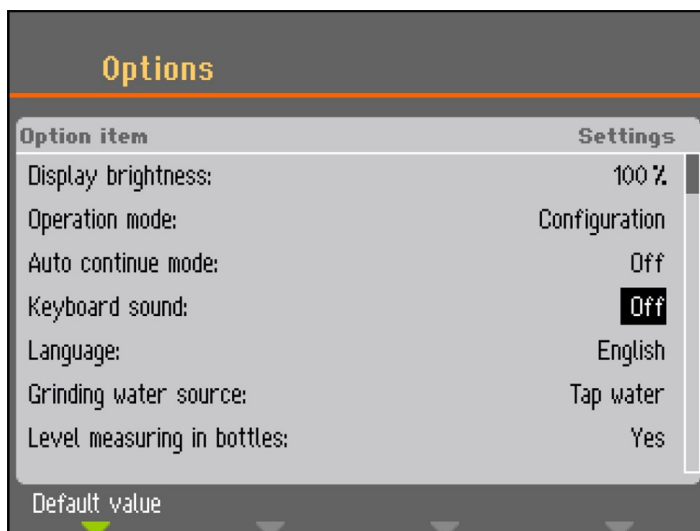 Options
Option item Settings
Display brightness: 100 %
Operation mode: Configuration
Auto continue mode: Off
Keyboard sound: Off
Language: English
Grinding water source: Tap water
Level measuring in bottles: Yes
Default value